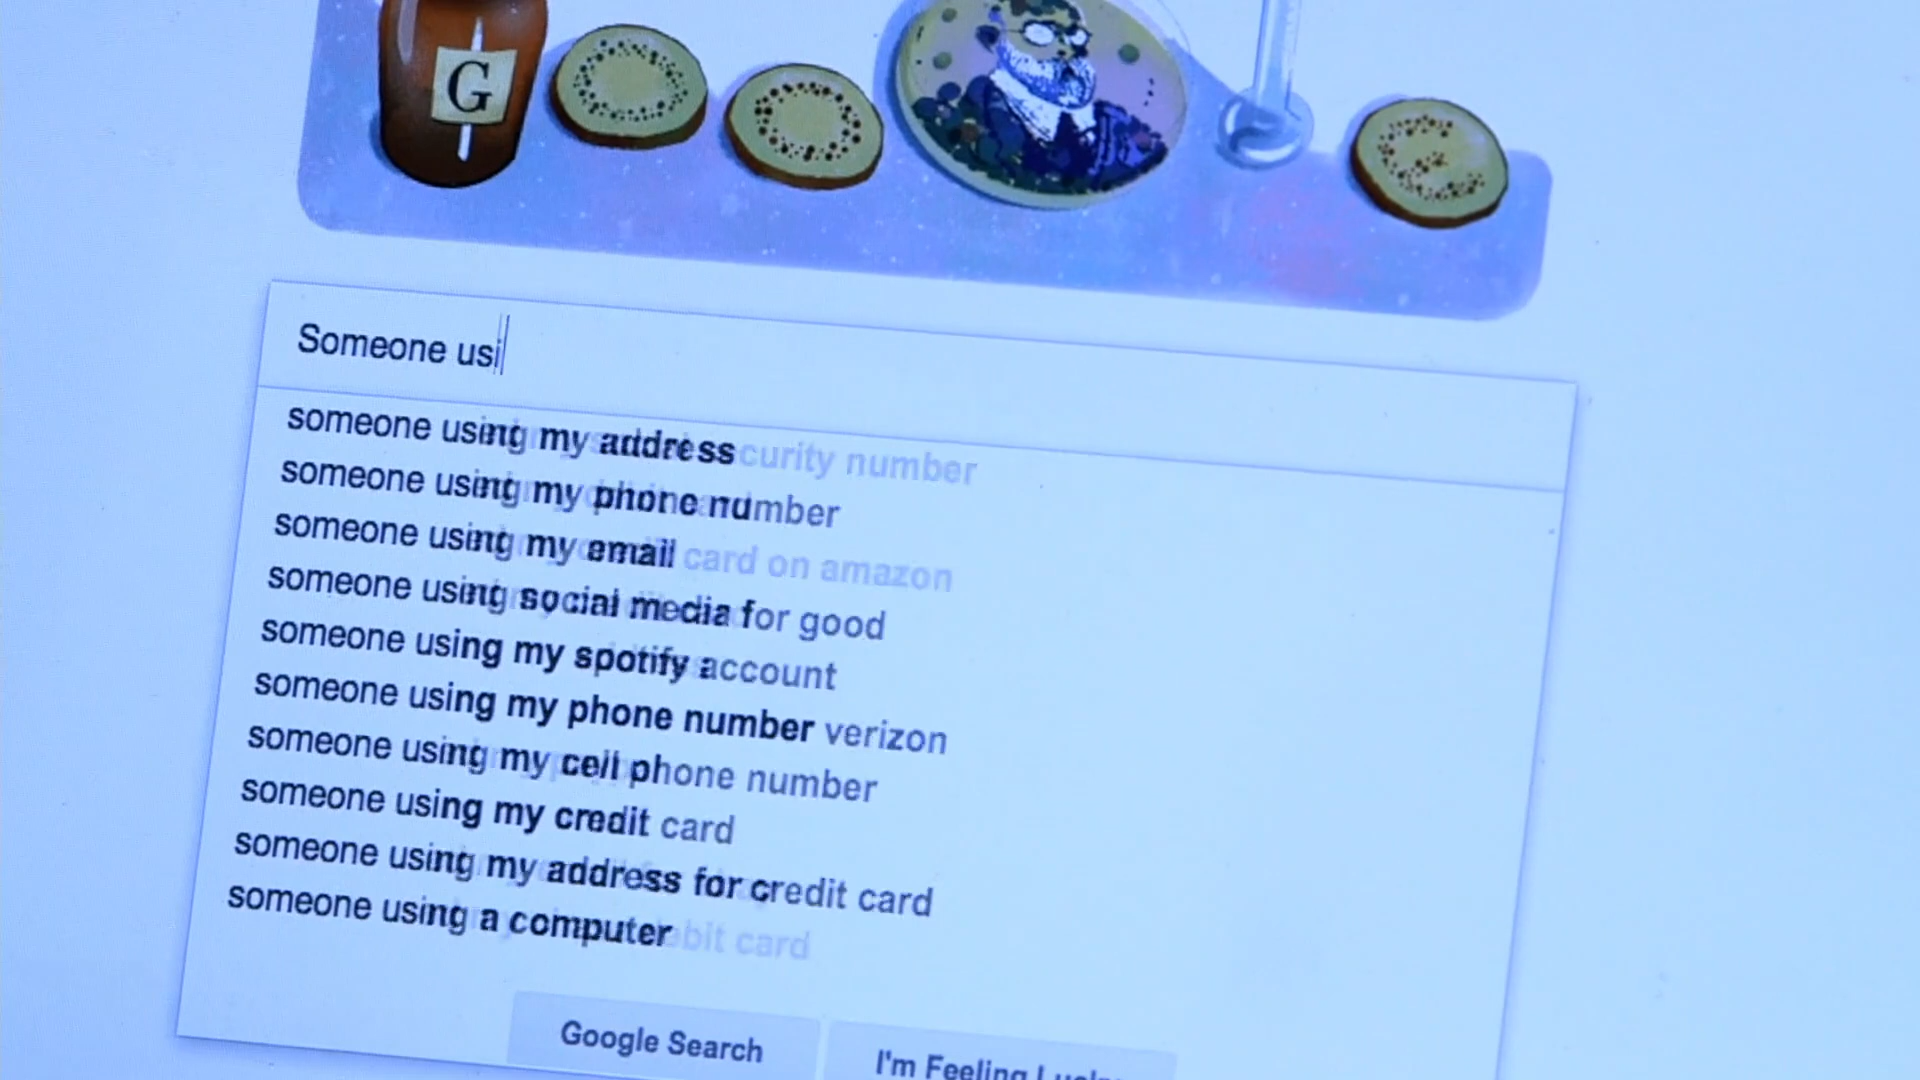 G
Someone usi
someone using my address
someone using my phone number
someone using my email
someone using social media for good
someone using my spotify account
someone using my phone number verizon
someone using my cell phone number
someone using my credit card
someone using my address for credit card
someone using a computer
Google Search
I'm Feeling